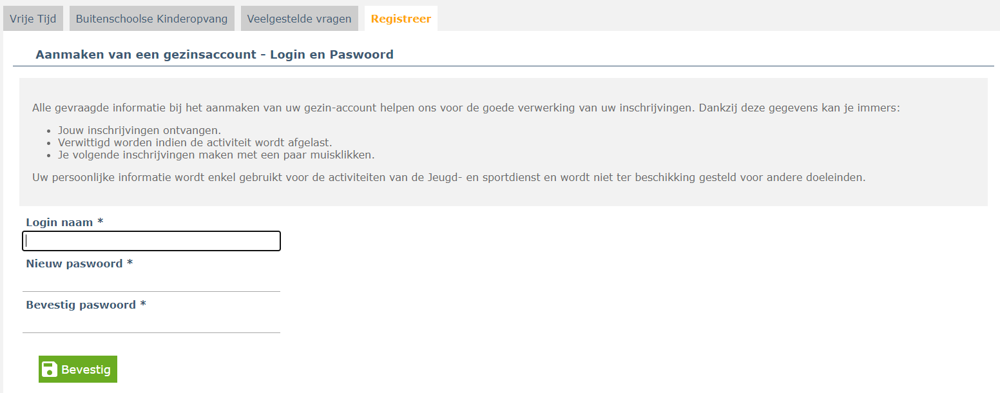 Vrije Tijd Buitenschoolse Kinderopvang Veelgestelde vragen Registreer
Aanmaken van een gezinsaccount - Login en Paswoord
Alle gevraagde informatie bij het aanmaken van uw gezin-account helpen ons voor de goede verwerking van uw inschrijvingen. Dankzij deze gegevens kan je immers:
• Jouw inschrijvingen ontvangen.
• Verwittigd worden indien de activiteit wordt afgelast.
• Je volgende inschrijvingen maken met een paar muisklikken.
Uw persoonlijke informatie wordt enkel gebruikt voor de activiteiten van de Jeugd- en sportdienst en wordt niet ter beschikking gesteld voor andere doeleinden.
Login naam *
Nieuw paswoord *
Bevestig paswoord *
Bevestig